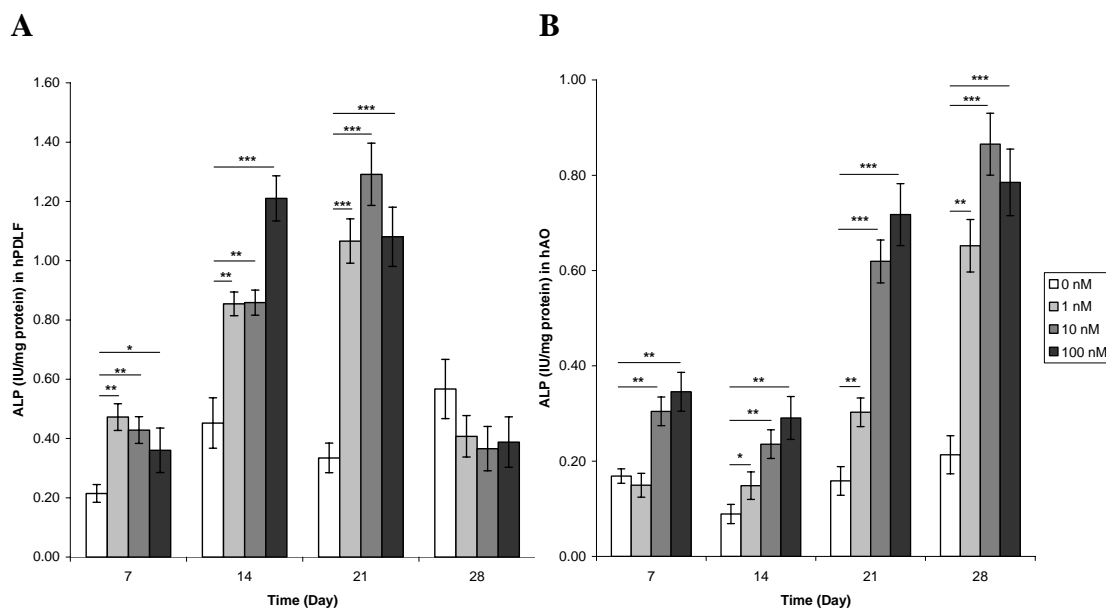 A
ALP (IU/mg protein) in hPDLF
1.60
1.40
1.20
1.00
0.80
0.60
0.40
0.20
0.00
*
**
**
***
**
**
***
***
***
7 14 21 28
Time (Day)
B
ALP (IU/mg protein) in hAO
1.00
0.80
0.60
0.40
0.20
0.00
**
**
**
**
*
***
***
**
***
***
**
7 14 21 28
Time (Day)
0 nM
1 nM
10 nM
100 nM